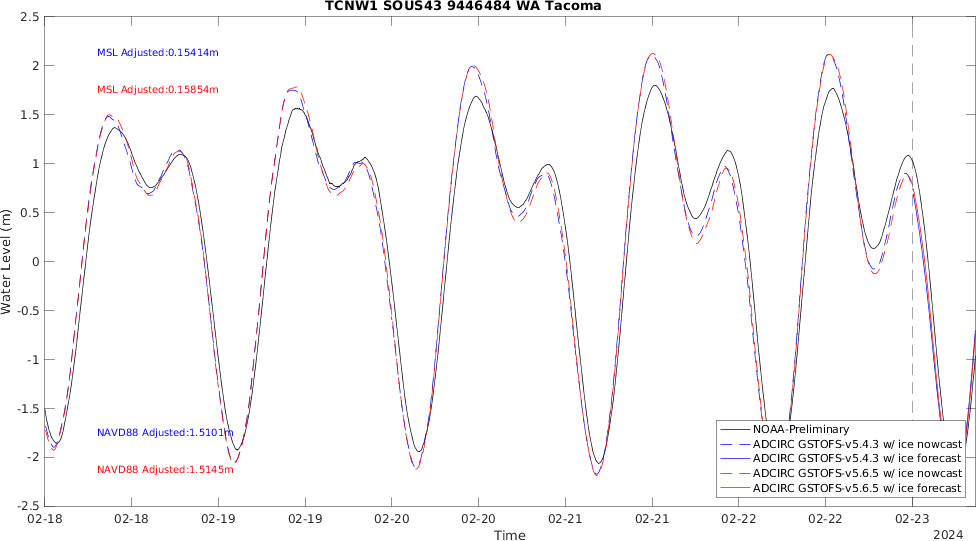 TCNW1 SOUS43 9446484 WA Tacoma
2.5
2
1.5
1
0.5
0
-0.5
-1
-1.5
-2
-2.5
Water Level (m)
MSL Adjusted:0.15414m
MSL Adjusted:0.15854m
NAVD88 Adjusted:1.5101m
NAVD88 Adjusted:1.5145m
NOAA-Preliminary
ADCIRC GSTOFS-v5.4.3 w/ ice nowcast
ADCIRC GSTOFS-v5.4.3 w/ ice forecast
ADCIRC GSTOFS-v5.6.5 w/ ice nowcast
ADCIRC GSTOFS-v5.6.5 w/ ice forecast
02-18 02-18 02-19 02-19 02-20 02-20 02-21 02-21 02-22 02-22 02-23
Time
2024